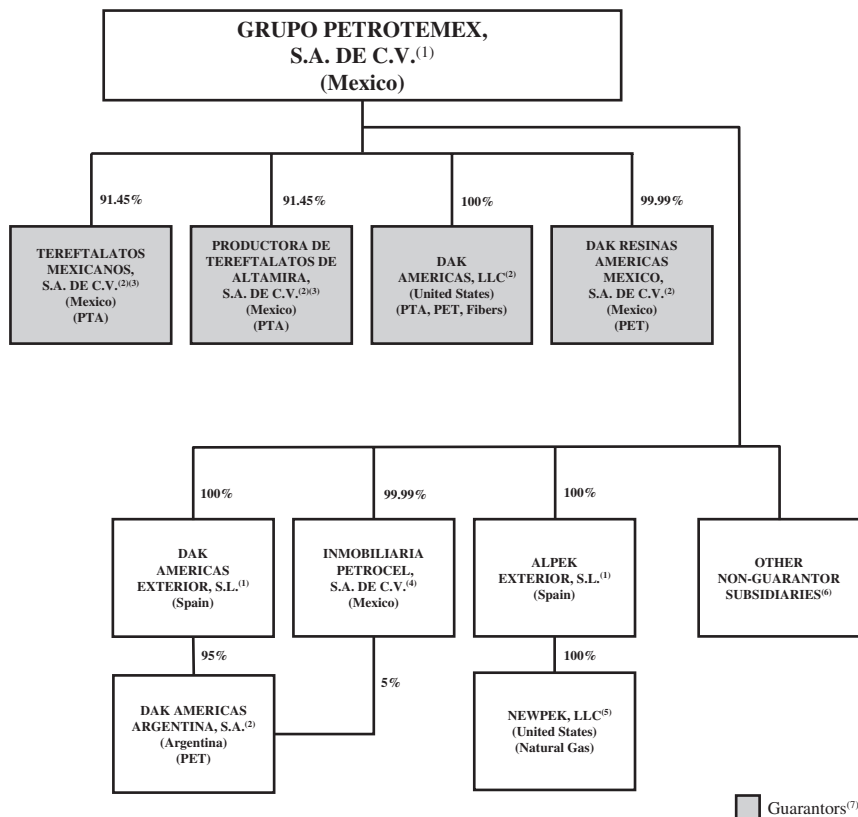 GRUPO PETROTEMEX,
S.A. DE C.V.(1)
(Mexico)
91.45%
91.45%
100%
99.99%
TEREFTALATOS
MEXICANOS,
S.A. DE C.V.(2)(3)
(Mexico)
(PTA)
PRODUCTORA DE
TEREFTALATOS DE
ALTAMIRA,
S.A. DE C.V.(2)(3)
(Mexico)
(PTA)
DAK
AMERICAS, LLC(2)
(United States)
(PTA, PET, Fibers)
DAK RESINAS
AMERICAS
MEXICO,
S.A. DE C.V.(2)
(Mexico)
(PET)
100%
99.99%
100%
DAK
AMERICAS
EXTERIOR, S.L.(1)
(Spain)
INMOBILIARIA
PETROCEL,
S.A. DE C.V.(4)
(Mexico)
ALPEK
EXTERIOR, S.L.(1)
(Spain)
OTHER
NON-GUARANTOR
SUBSIDIARIES(6)
95%
5%
100%
DAK AMERICAS
ARGENTINA, S.A.(2)
(Argentina)
(PET)
NEWPEK, LLC(5)
(United States)
(Natural Gas)
Guarantors(7)